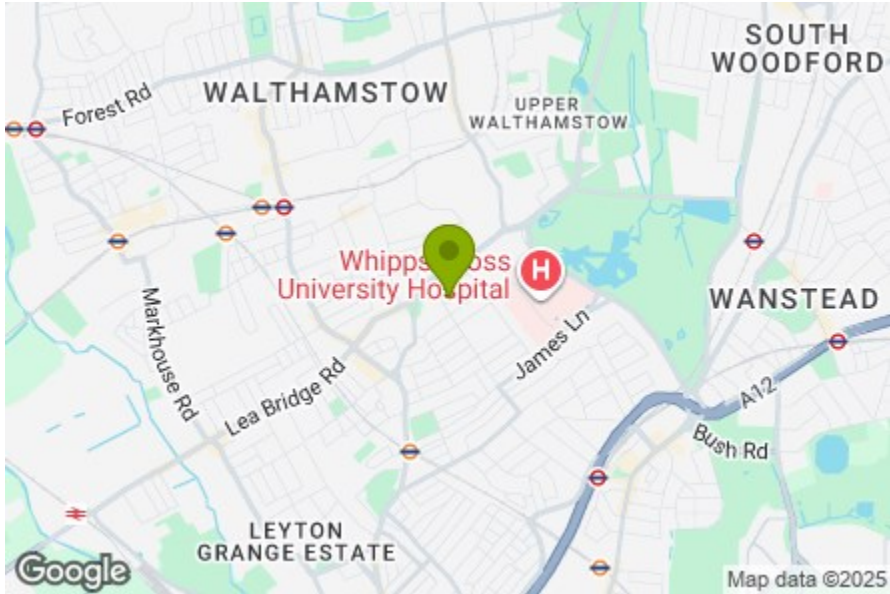 SOUTH
WOODFORD
Forest Rd
WALTHAMSTOW
UPPER
WALTHAMSTOW
Whipps
oss
University Hospital
H
WANSTEAD
Markhouse Rd
James Ln
Lea Bridge Rd
A12
Bush Rd
LEYTON
GRANGE ESTATE
Google
Map data ©2025